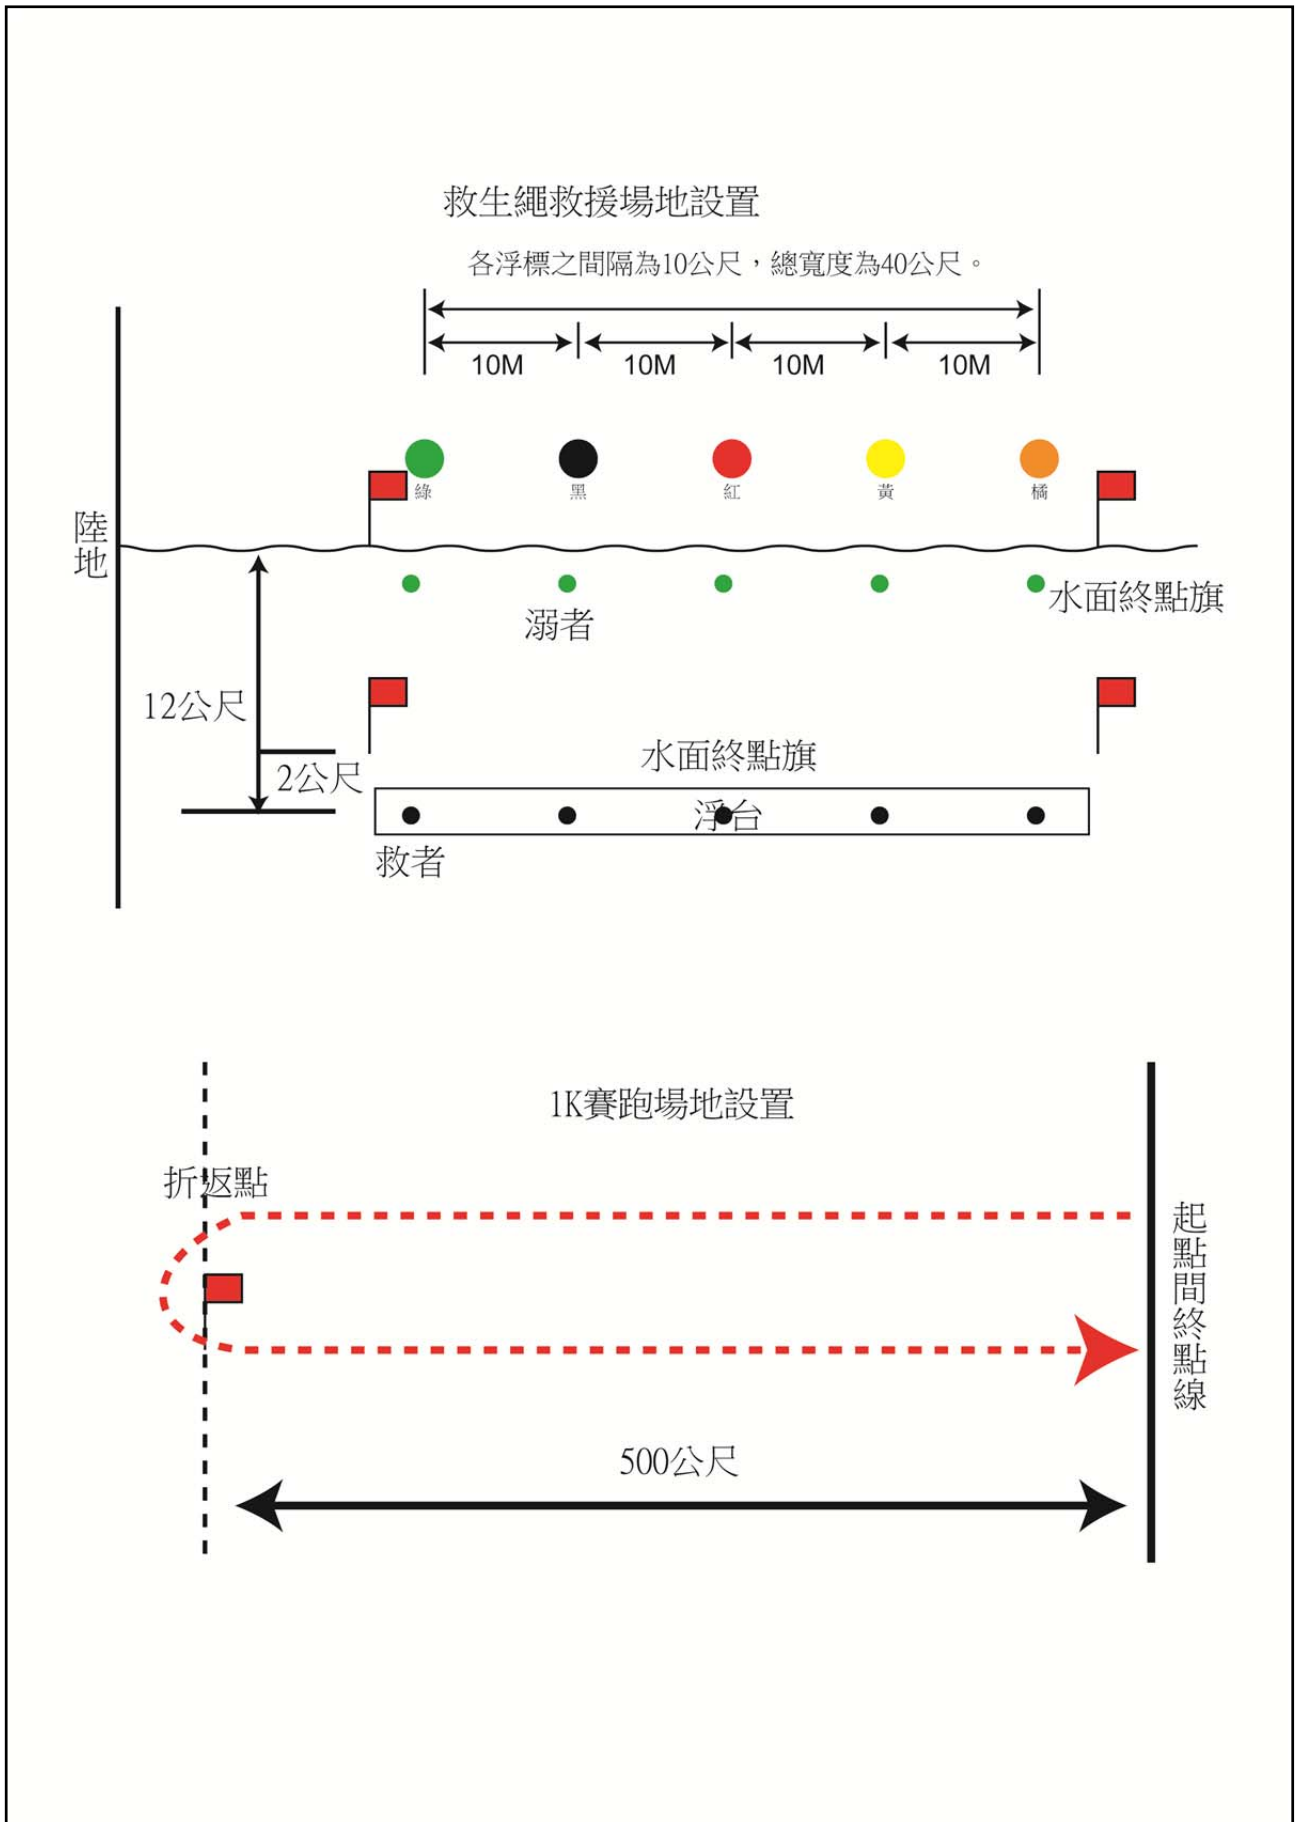 救生繩救援場地設置
各浮標之間隔為10公尺，總寬度為40公尺。
10M 10M 10M 10M
綠 黑 紅 黃 橘
陸地
水面終點旗
溺者
12公尺
水面終點旗
2公尺
浮台
救者
1K賽跑場地設置
折返點
起點間終點線
500公尺